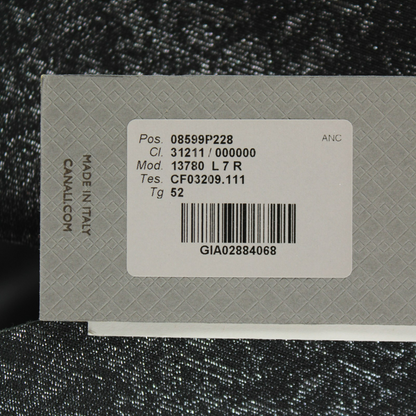 MADE IN ITALY
CANALI.COM
Pos. 08599P228 ANC
Cl. 31211 / 000000
Mod. 13780 L 7 R
Tes. CF03209.111
Tg 52
GIA02884068